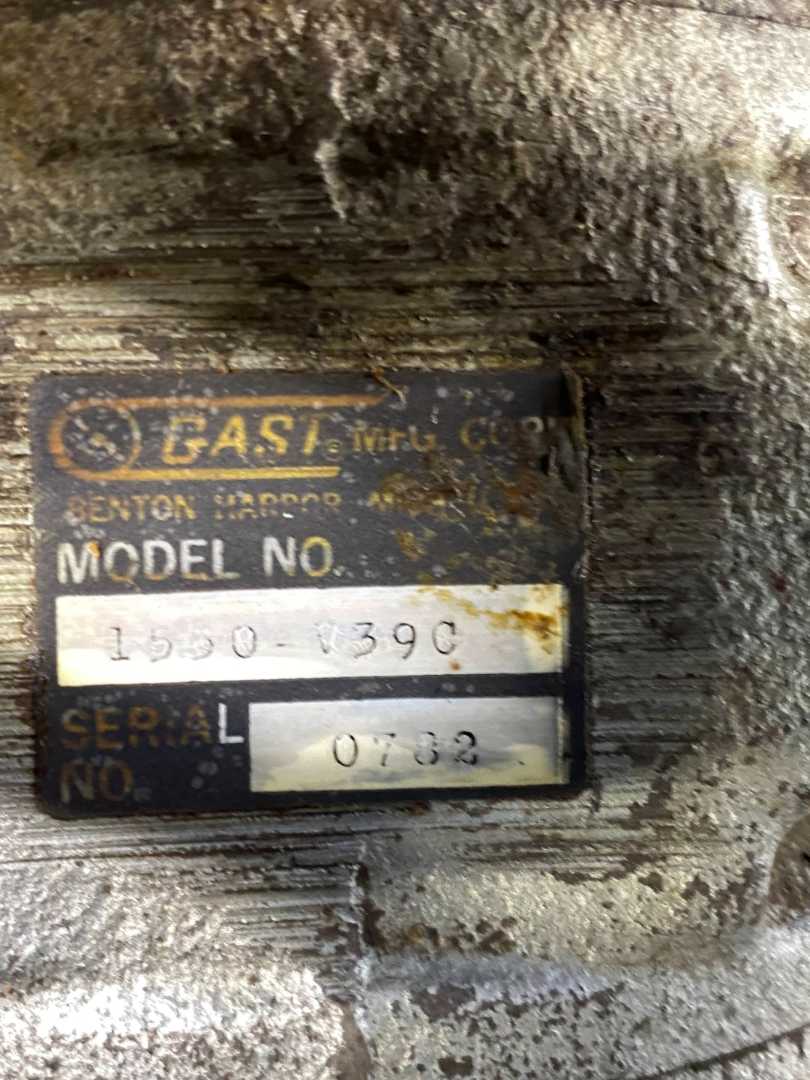 GAST MFG CORP
BENTON HARBOR
MODEL NO.
1550-V39C
SERIAL
NO.
0782